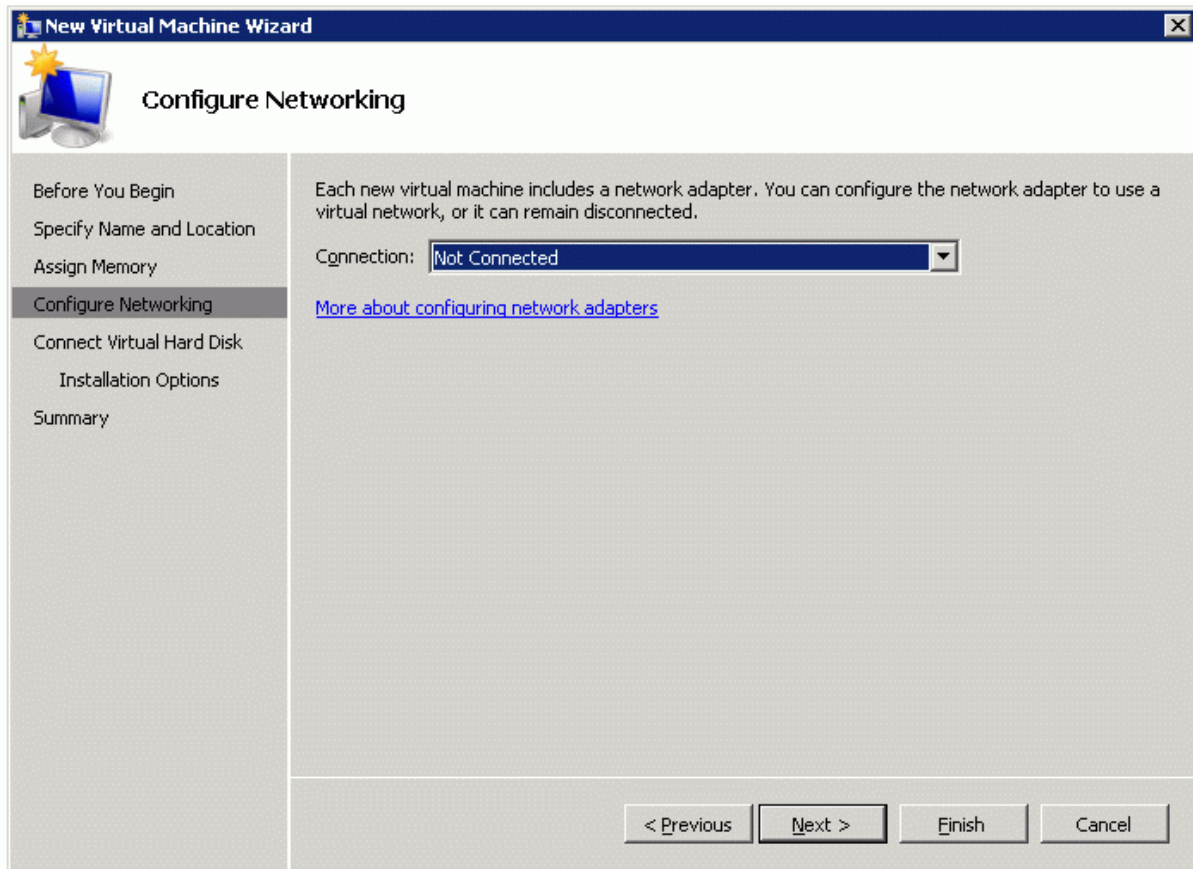 New Virtual Machine Wizard
Configure Networking
Before You Begin
Specify Name and Location
Assign Memory
Configure Networking
Connect Virtual Hard Disk
Installation Options
Summary
Each new virtual machine includes a network adapter. You can configure the network adapter to use a
virtual network, or it can remain disconnected.
Connection: Not Connected
More about configuring network adapters
< Previous Next > Finish Cancel